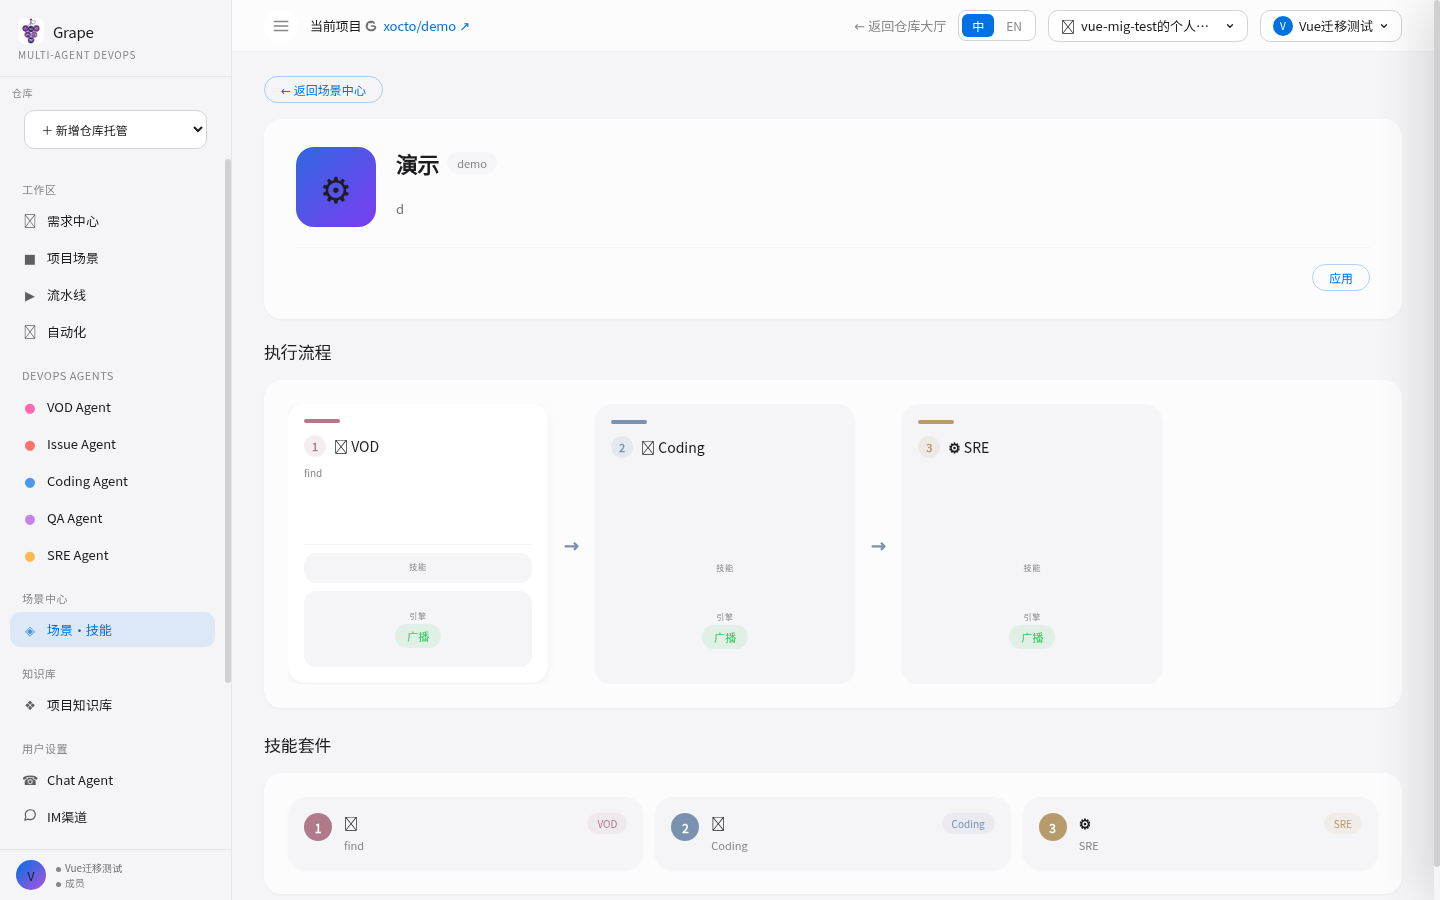 Grape
MULTI-AGENT DEVOPS
仓库
＋新增仓库托管
工作区
需求中心
项目场景
流水线
自动化
DEVOPS AGENTS
VOD Agent
Issue Agent
Coding Agent
QA Agent
SRE Agent
场景中心
场景・技能
知识库
项目知识库
用户设置
Chat Agent
IM渠道
V
Vue迁移测试
成员
当前项目 xocto/demo ↗
← 返回仓库大厅
中 EN
vue-mig-test的个人…
V Vue迁移测试
← 返回场景中心
演示 demo
d
应用
执行流程
1 VOD
find
技能
引擎
广播
→
2 Coding
技能
引擎
广播
→
3 SRE
技能
引擎
广播
技能套件
1 VOD
find
2 Coding
Coding
3 SRE
SRE